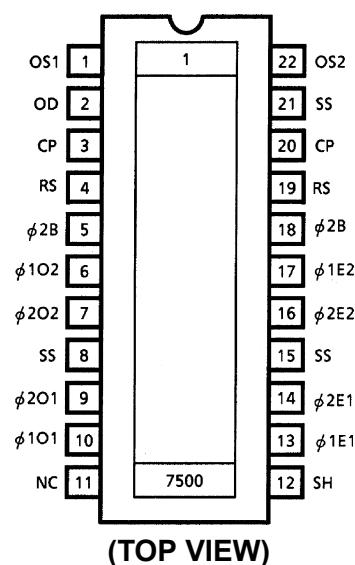 OS1 1 1 22 OS2
OD 2 21 SS
CP 3 20 CP
RS 4 19 RS
ϕ2B 5 18 ϕ2B
ϕ1O2 6 17 ϕ1E2
ϕ2O2 7 16 ϕ2E2
SS 8 15 SS
ϕ2O1 9 14 ϕ2E1
ϕ1O1 10 13 ϕ1E1
NC 11 7500 12 SH
(TOP VIEW)